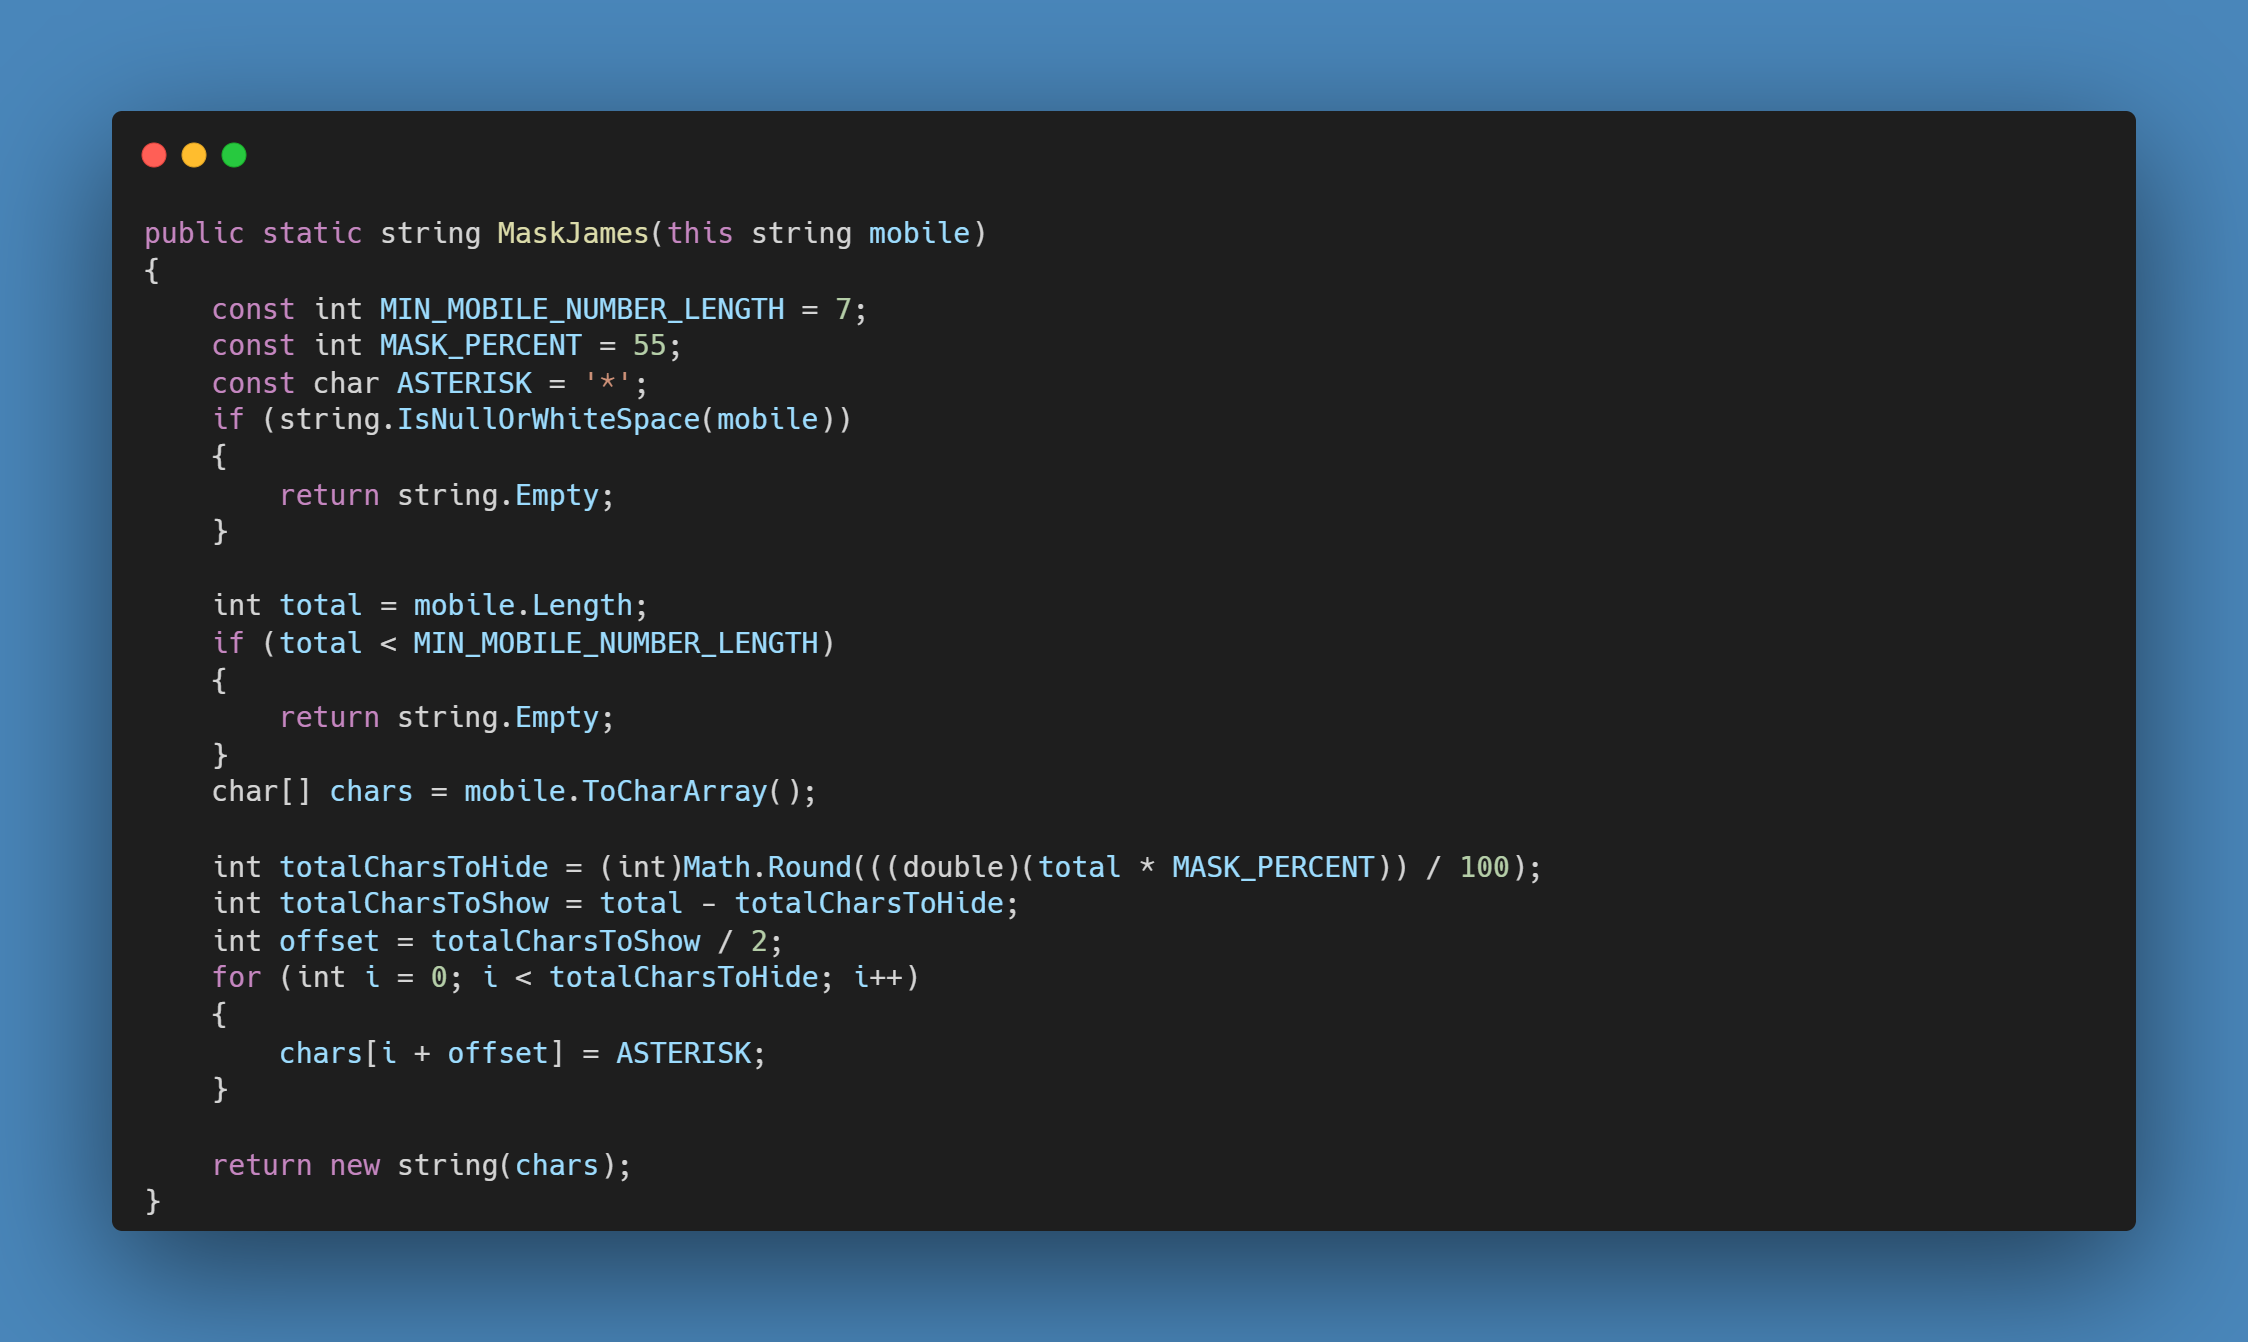 public static string MaskJames(this string mobile)
{
    const int MIN_MOBILE_NUMBER_LENGTH = 7;
    const int MASK_PERCENT = 55;
    const char ASTERISK = '*';
    if (string.IsNullOrWhiteSpace(mobile))
    {
        return string.Empty;
    }

    int total = mobile.Length;
    if (total < MIN_MOBILE_NUMBER_LENGTH)
    {
        return string.Empty;
    }
    char[] chars = mobile.ToCharArray();

    int totalCharsToHide = (int)Math.Round(((double)(total * MASK_PERCENT)) / 100);
    int totalCharsToShow = total - totalCharsToHide;
    int offset = totalCharsToShow / 2;
    for (int i = 0; i < totalCharsToHide; i++)
    {
        chars[i + offset] = ASTERISK;
    }

    return new string(chars);
}